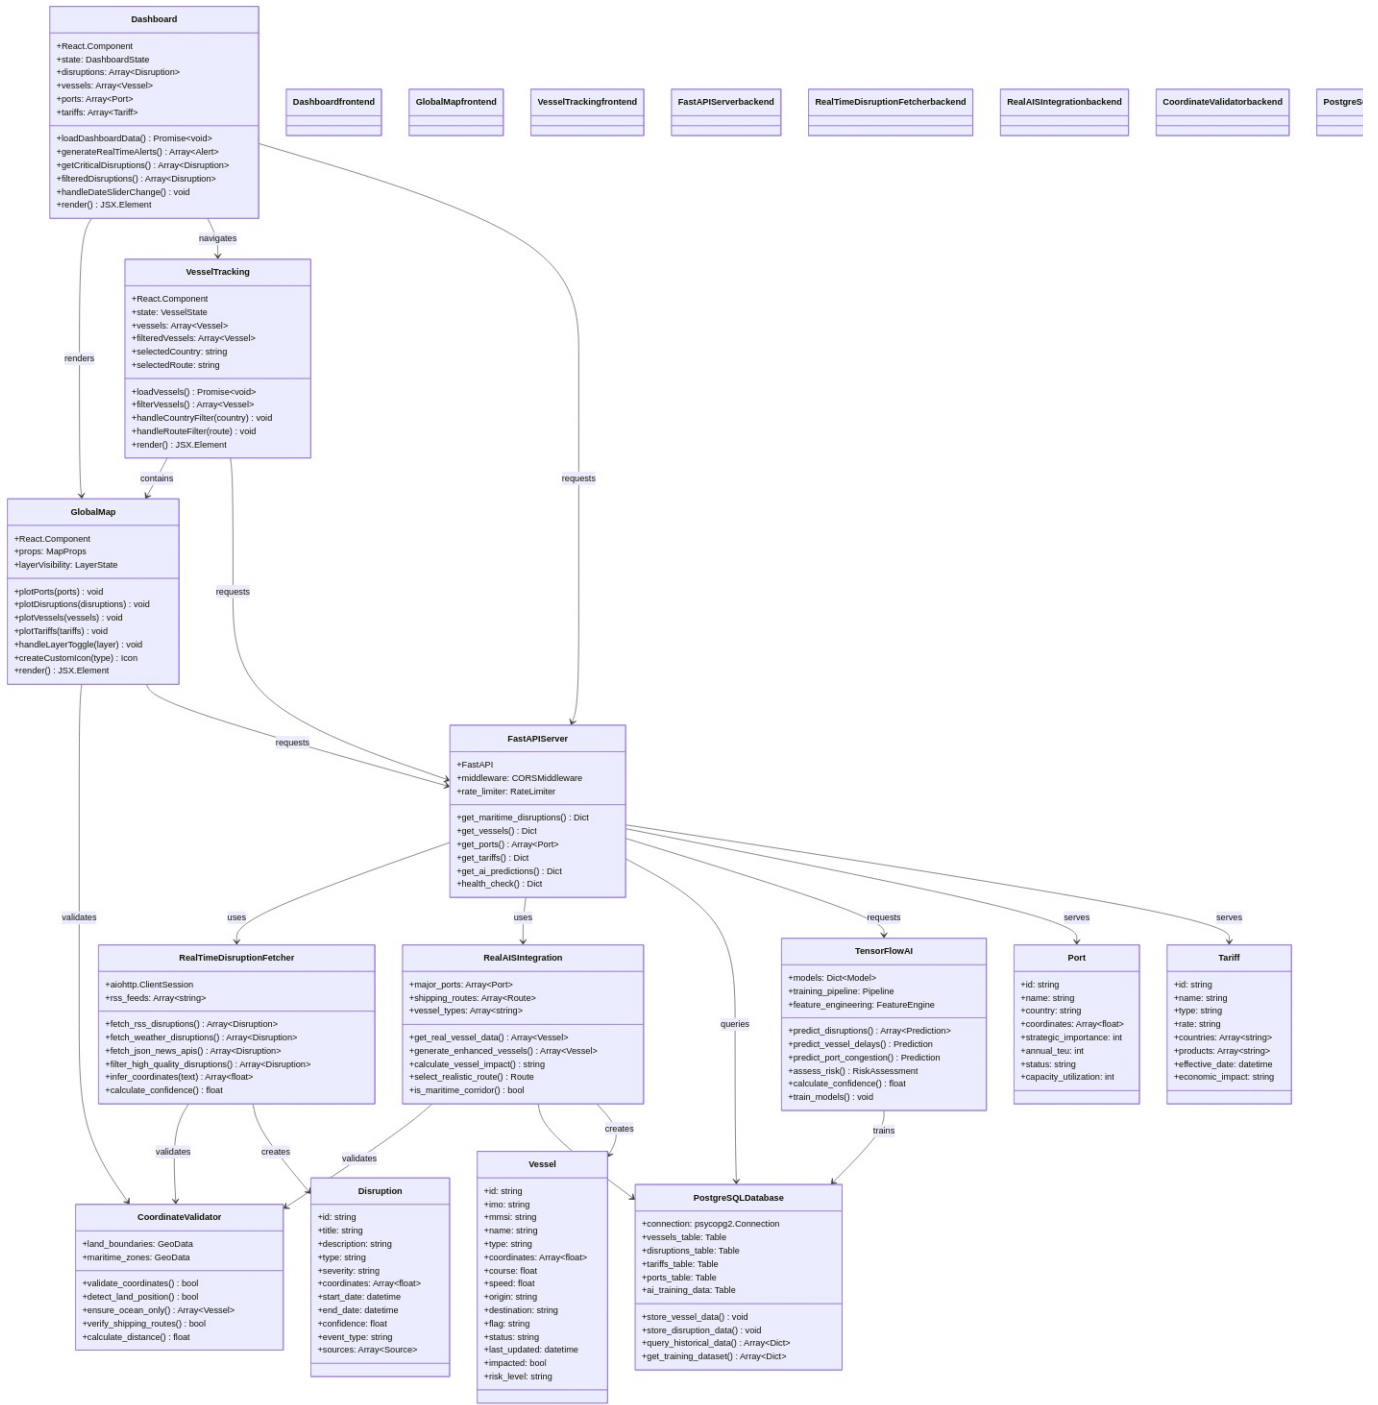 Dashboard
+React.Component
+state: DashboardState
+disruptions: Array<Disruption>
+vessels: Array<Vessel>
+ports: Array<Port>
+tariffs: Array<Tariff>
+loadDashboardData() : Promise<void>
+generateRealTimeAlerts() : Array<Alert>
+getCriticalDisruptions() : Array<Disruption>
+filteredDisruptions() : Array<Disruption>
+handleDateSliderChange() : void
+render() : JSX.Element
Dashboardfrontend
GlobalMapfrontend
VesselTrackingfrontend
FastAPIServerbackend
RealTimeDisruptionFetcherbackend
RealAISIntegrationbackend
CoordinateValidatorbackend
navigates
VesselTracking
+React.Component
+state: VesselState
+vessels: Array<Vessel>
+filteredVessels: Array<Vessel>
+selectedCountry: string
+selectedRoute: string
+loadVessels() : Promise<void>
+filterVessels() : Array<Vessel>
+handleCountryFilter(country) : void
+handleRouteFilter(route) : void
+render() : JSX.Element
renders
contains
requests
GlobalMap
+React.Component
+props: MapProps
+layerVisibility: LayerState
+plotPorts(ports) : void
+plotDisruptions(disruptions) : void
+plotVessels(vessels) : void
+plotTariffs(tariffs) : void
+handleLayerToggle(layer) : void
+createCustomIcon(type) : Icon
+render() : JSX.Element
requests
requests
FastAPIServer
+FastAPI
+middleware: CORSMiddleware
+rate_limiter: RateLimiter
+get_maritime_disruptions() : Dict
+get_vessels() : Dict
+get_ports() : Array<Port>
+get_tariffs() : Dict
+get_ai_predictions() : Dict
+health_check() : Dict
validates
uses
uses
queries
requests
serves
serves
RealTimeDisruptionFetcher
+aiohttp.ClientSession
+rss_feeds: Array<string>
+fetch_rss_disruptions() : Array<Disruption>
+fetch_weather_disruptions() : Array<Disruption>
+fetch_json_news_apis() : Array<Disruption>
+filter_high_quality_disruptions() : Array<Disruption>
+infer_coordinates(text) : Array<float>
+calculate_confidence() : float
RealAISIntegration
+major_ports: Array<Port>
+shipping_routes: Array<Route>
+vessel_types: Array<string>
+get_real_vessel_data() : Array<Vessel>
+generate_enhanced_vessels() : Array<Vessel>
+calculate_vessel_impact() : string
+select_realistic_route() : Route
+is_maritime_corridor() : bool
TensorFlowAI
+models: Dict<Model>
+training_pipeline: Pipeline
+feature_engineering: FeatureEngine
+predict_disruptions() : Array<Prediction>
+predict_vessel_delays() : Prediction
+predict_port_congestion() : Prediction
+assess_risk() : RiskAssessment
+calculate_confidence() : float
+train_models() : void
Port
+id: string
+name: string
+country: string
+coordinates: Array<float>
+strategic_importance: int
+annual_teu: int
+status: string
+capacity_utilization: int
Tariff
+id: string
+name: string
+type: string
+rate: string
+countries: Array<string>
+products: Array<string>
+effective_date: datetime
+economic_impact: string
validates
creates
validates
creates
trains
CoordinateValidator
+land_boundaries: GeoData
+maritime_zones: GeoData
+validate_coordinates() : bool
+detect_land_position() : bool
+ensure_ocean_only() : Array<Vessel>
+verify_shipping_routes() : bool
+calculate_distance() : float
Disruption
+id: string
+title: string
+description: string
+type: string
+severity: string
+coordinates: Array<float>
+start_date: datetime
+end_date: datetime
+confidence: float
+event_type: string
+sources: Array<Source>
Vessel
+id: string
+imo: string
+mmsi: string
+name: string
+type: string
+coordinates: Array<float>
+course: float
+speed: float
+origin: string
+destination: string
+flag: string
+status: string
+last_updated: datetime
+impacted: bool
+risk_level: string
PostgreSQLDatabase
+connection: psycopg2.Connection
+vessels_table: Table
+disruptions_table: Table
+tariffs_table: Table
+ports_table: Table
+ai_training_data: Table
+store_vessel_data() : void
+store_disruption_data() : void
+query_historical_data() : Array<Dict>
+get_training_dataset() : Array<Dict>